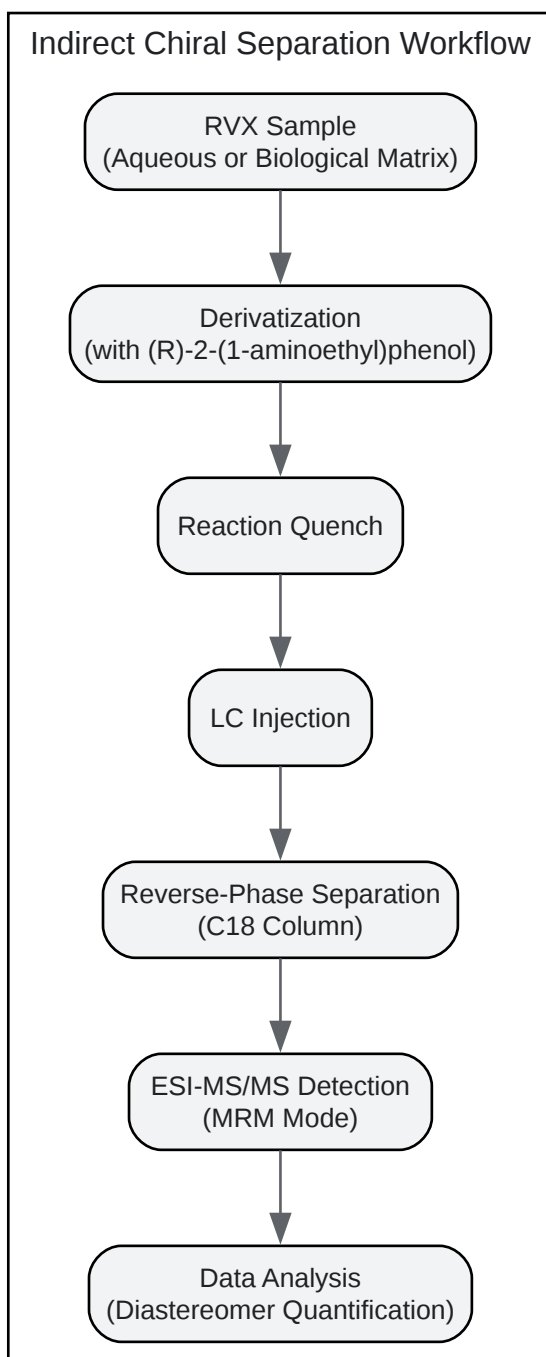 Indirect Chiral Separation Workflow
RVX Sample
(Aqueous or Biological Matrix)
Derivatization
(with (R)-2-(1-aminoethyl)phenol)
Reaction Quench
LC Injection
Reverse-Phase Separation
(C18 Column)
ESI-MS/MS Detection
(MRM Mode)
Data Analysis
(Diastereomer Quantification)